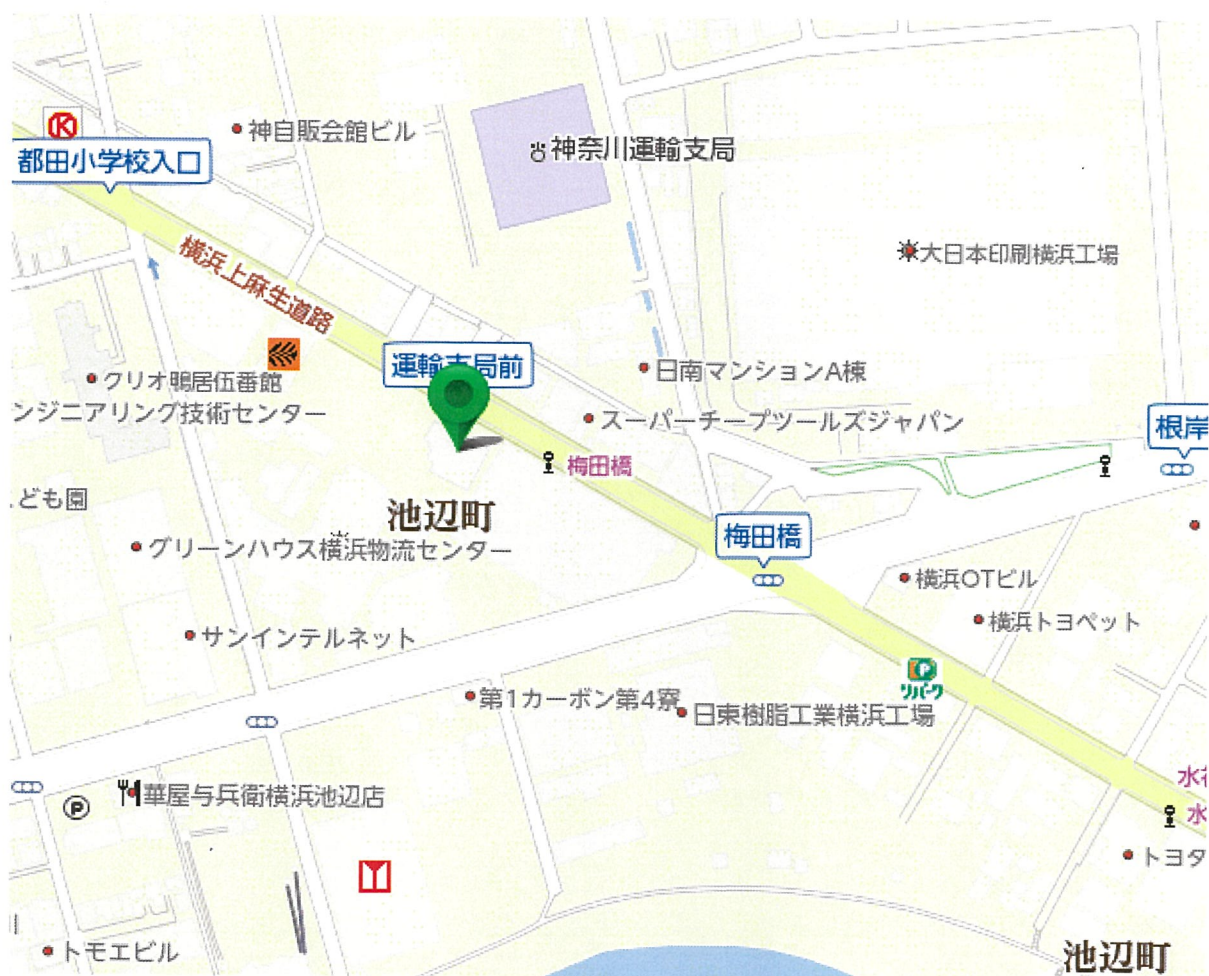 K
神自販会館ビル
都田小学校入口
神奈川運輸支局
横浜上麻生道路
大日本印刷横浜工場
運輸支局前
クリオ鴨居伍番館
日南マンションA棟
ンジニアリング技術センター
スーパーチープツールズジャパン
根岸
梅田橋
ども園
池辺町
グリーンハウス横浜物流センター
梅田橋
横浜OTビル
サンインテルネット
横浜トヨペット
P
リパーク
第1カーボン第4寮
日東樹脂工業横浜工場
水
華屋与兵衛横浜池辺店
P
水
トヨタ
トモエビル
池辺町